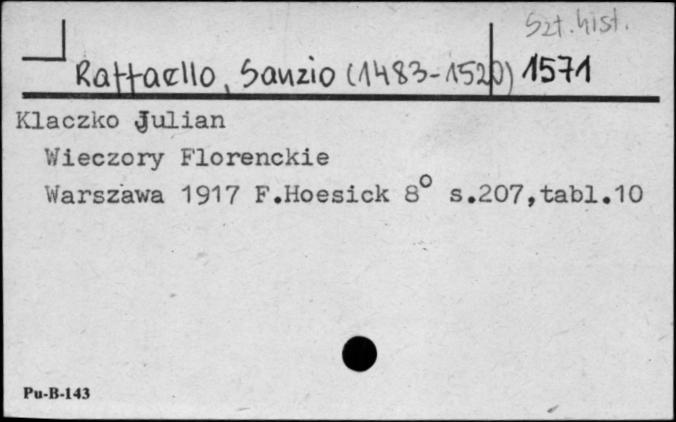 Szt. hist.
Raffaello, Sanzio (1483-1520) 1571
Klaczko Julian
Wieczory Florenckie
Warszawa 1917 F.Hoesick 8° s.207,tabl.10
Pu-B-143